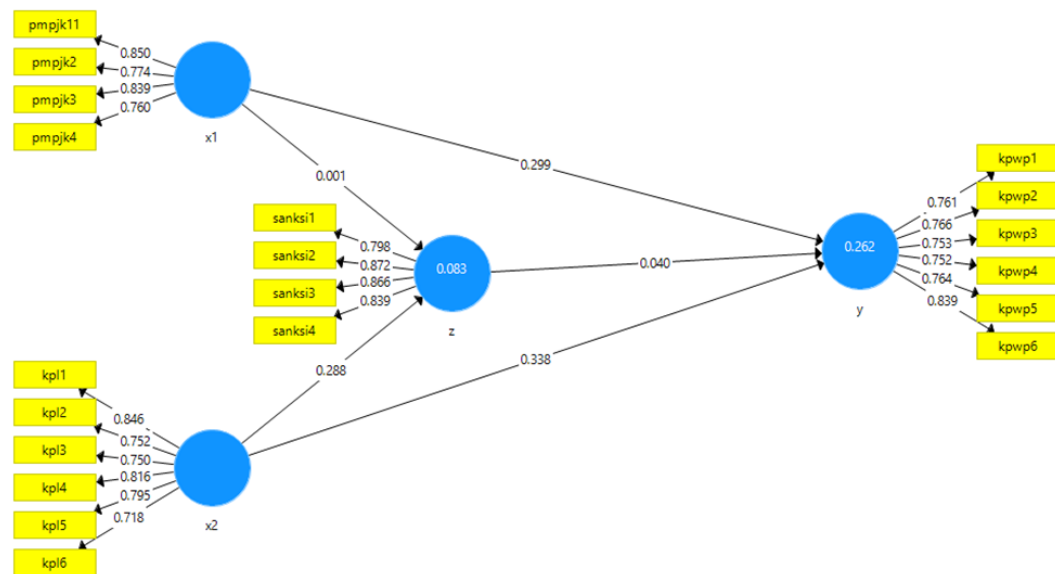 pmpjk11
pmpjk2
pmpjk3
pmpjk4
0.850
0.774
0.839
0.760
x1
0.299
0.001
sanksi1
sanksi2
sanksi3
sanksi4
0.798
0.872
0.866
0.839
0.083
z
0.040
0.262
y
kpwp1
kpwp2
kpwp3
kpwp4
kpwp5
kpwp6
0.761
0.766
0.753
0.752
0.764
0.839
0.288
0.338
kpl1
kpl2
kpl3
kpl4
kpl5
kpl6
0.846
0.752
0.750
0.816
0.795
0.718
x2